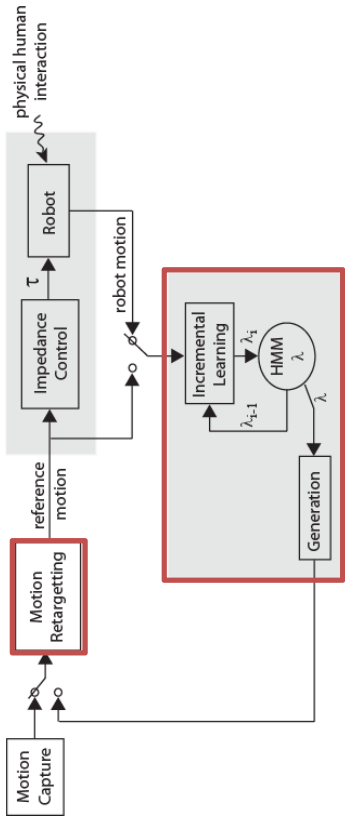 Motion
Capture
Motion
Retargetting
reference
motion
Impedance
Control
τ
Robot
physical human
interaction
robot motion
Incremental
Learning
λi-1
λi
HMM
λ
λ
Generation